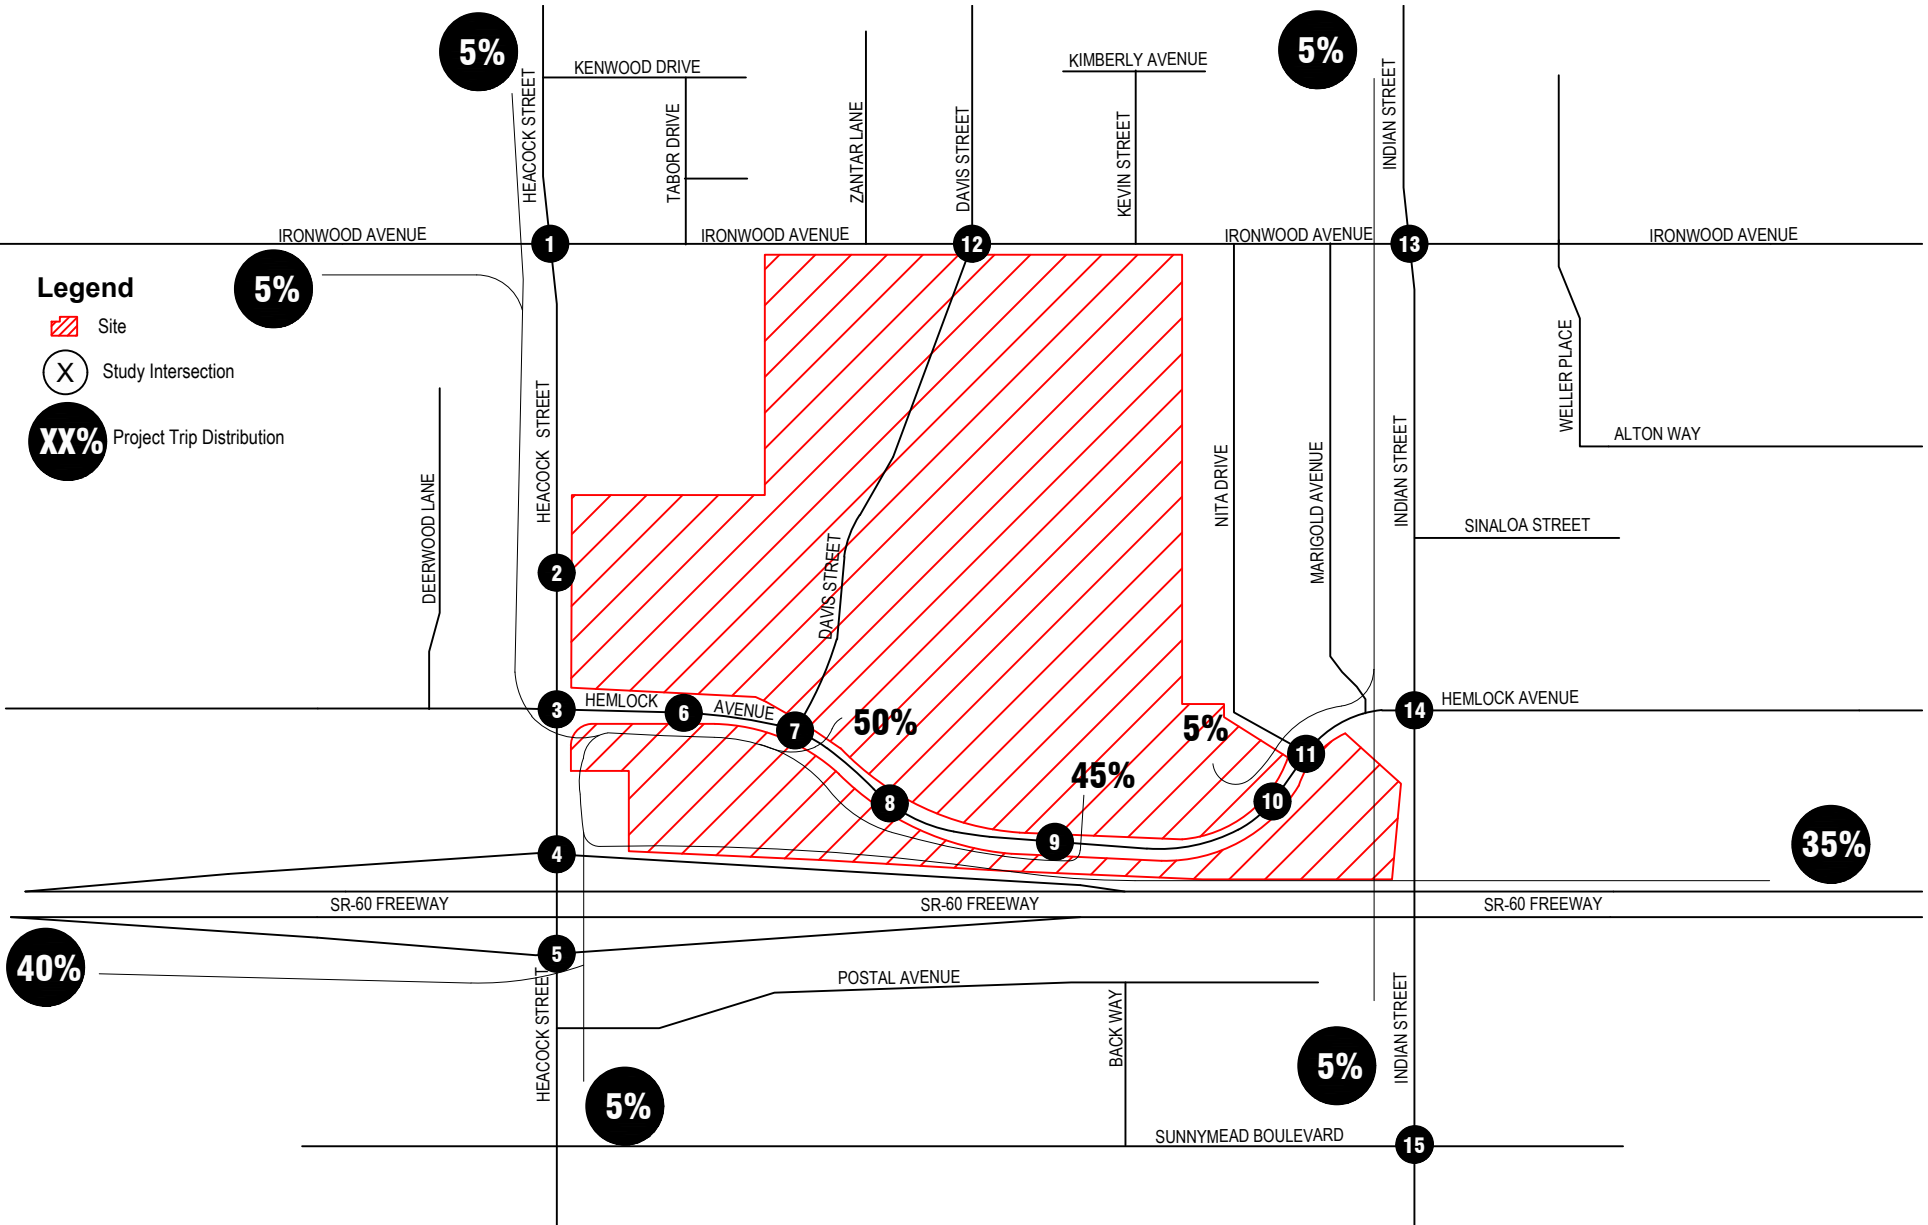 5%
5%
KENWOOD DRIVE
KIMBERLY AVENUE
HEACOCK STREET
TABOR DRIVE
ZANTAR LANE
DAVIS STREET
KEVIN STREET
INDIAN STREET
IRONWOOD AVENUE
1
IRONWOOD AVENUE
12
IRONWOOD AVENUE
13
IRONWOOD AVENUE
5%
Legend
Site
X Study Intersection
XX% Project Trip Distribution
DEERWOOD LANE
HEACOCK STREET
DAVIS STREET
NITA DRIVE
MARIGOLD AVENUE
INDIAN STREET
WELLER PLACE
ALTON WAY
SINALOA STREET
2
3
HEMLOCK
6
AVENUE
7
50%
5%
14
HEMLOCK AVENUE
11
45%
8
10
9
4
35%
SR-60 FREEWAY
SR-60 FREEWAY
SR-60 FREEWAY
40%
5
HEACOCK STREET
POSTAL AVENUE
BACK WAY
INDIAN STREET
5%
5%
SUNNYMEAD BOULEVARD
15